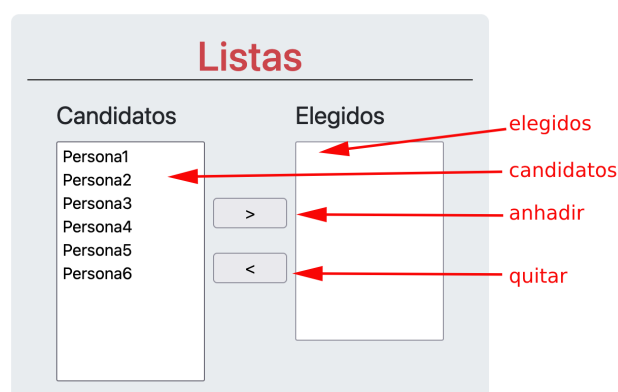 Listas
Candidatos
Elegidos
Persona1
Persona2
Persona3
Persona4
Persona5
Persona6
>
<
elegidos
candidatos
anhadir
quitar